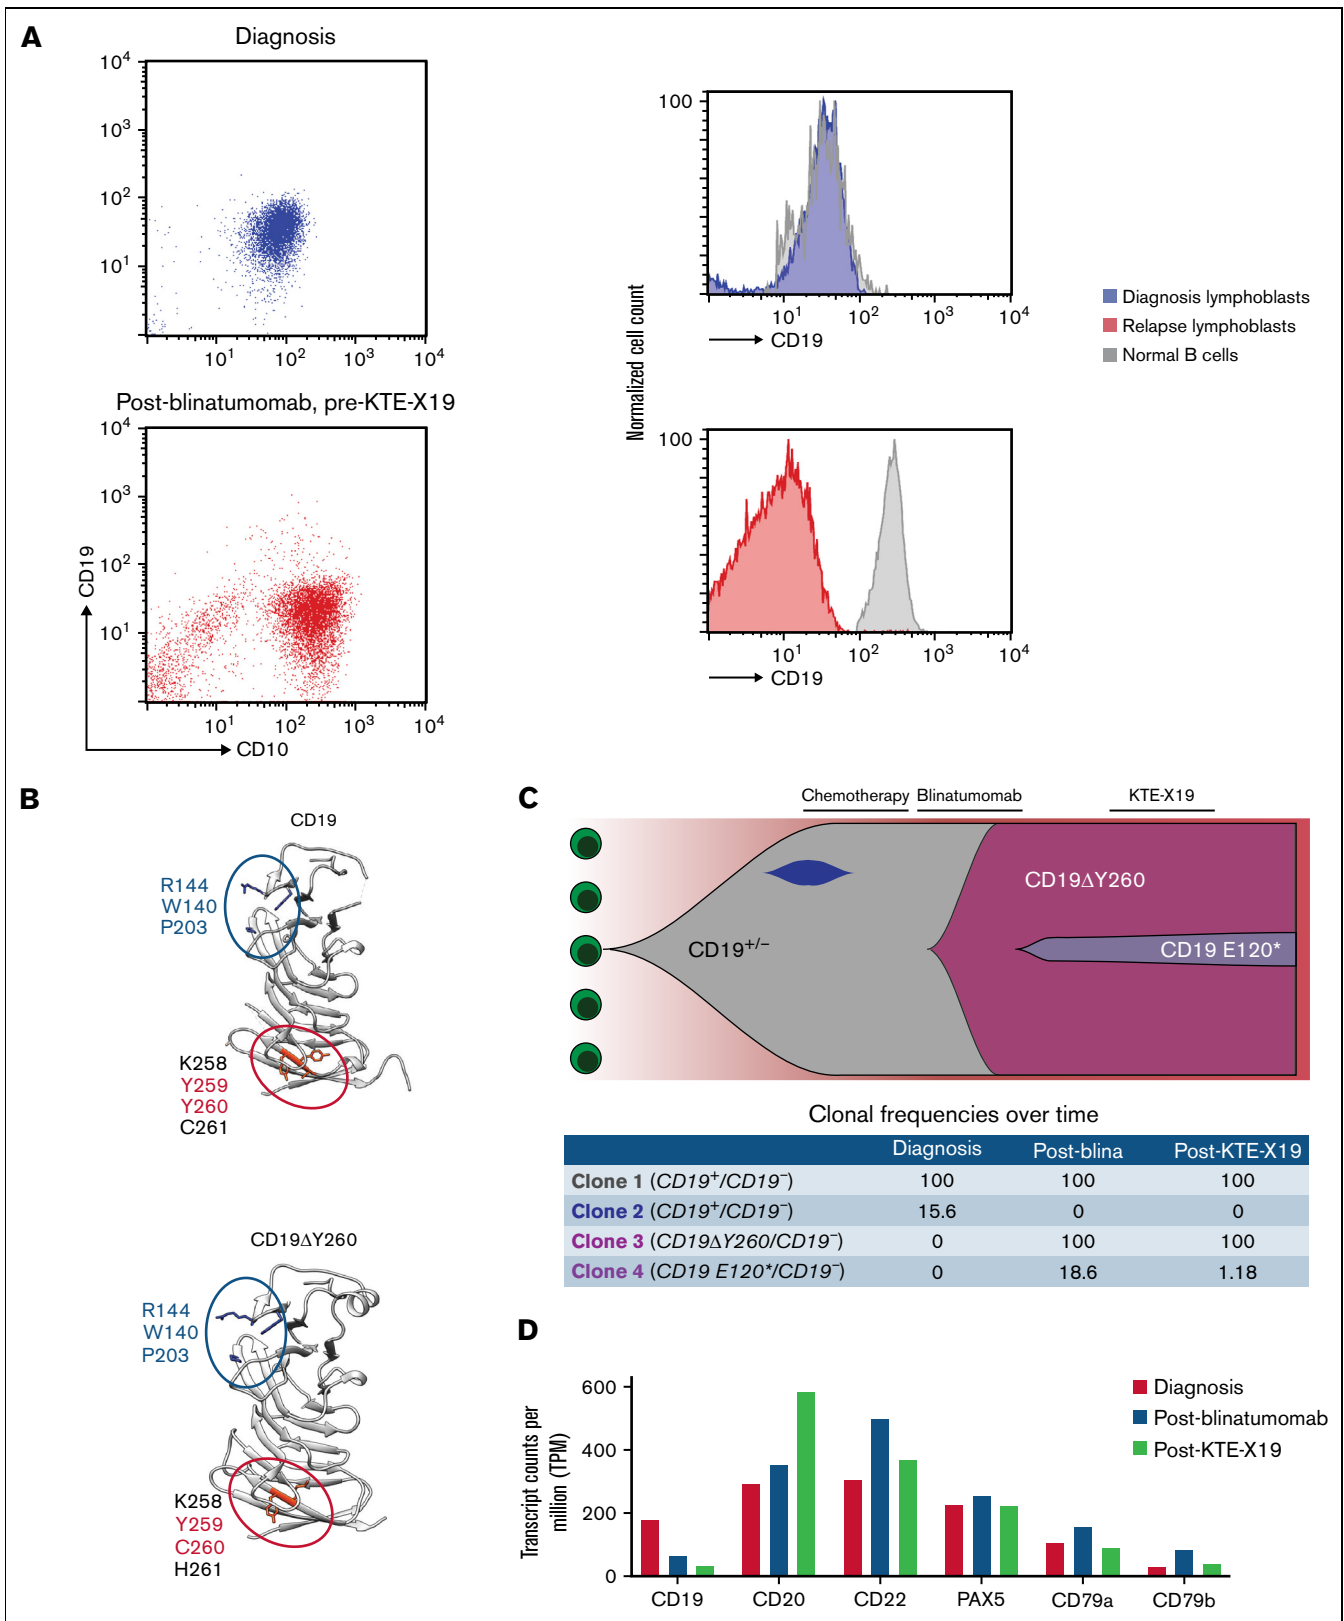 A
Diagnosis
10⁴
10³
10²
10¹
10¹ 10² 10³ 10⁴
Post-blinatumomab, pre-KTE-X19
10⁴
10³
10²
10¹
10¹ 10² 10³ 10⁴
CD19
CD10
Normalized cell count
100
10¹ 10² 10³ 10⁴
CD19
100
10¹ 10² 10³ 10⁴
CD19
Diagnosis lymphoblasts
Relapse lymphoblasts
Normal B cells
B
CD19
R144
W140
P203
K258
Y259
Y260
C261
CD19ΔY260
R144
W140
P203
K258
Y259
C260
H261
C
Chemotherapy Blinatumomab KTE-X19
CD19⁺/⁻
CD19ΔY260
CD19 E120*
Clonal frequencies over time
Diagnosis Post-blina Post-KTE-X19
Clone 1 (CD19⁺/CD19⁻) 100 100 100
Clone 2 (CD19⁺/CD19⁻) 15.6 0 0
Clone 3 (CD19ΔY260/CD19⁻) 0 100 100
Clone 4 (CD19 E120*/CD19⁻) 0 18.6 1.18
D
Transcript counts per
million (TPM)
600
400
200
0
CD19 CD20 CD22 PAX5 CD79a CD79b
Diagnosis
Post-blinatumomab
Post-KTE-X19